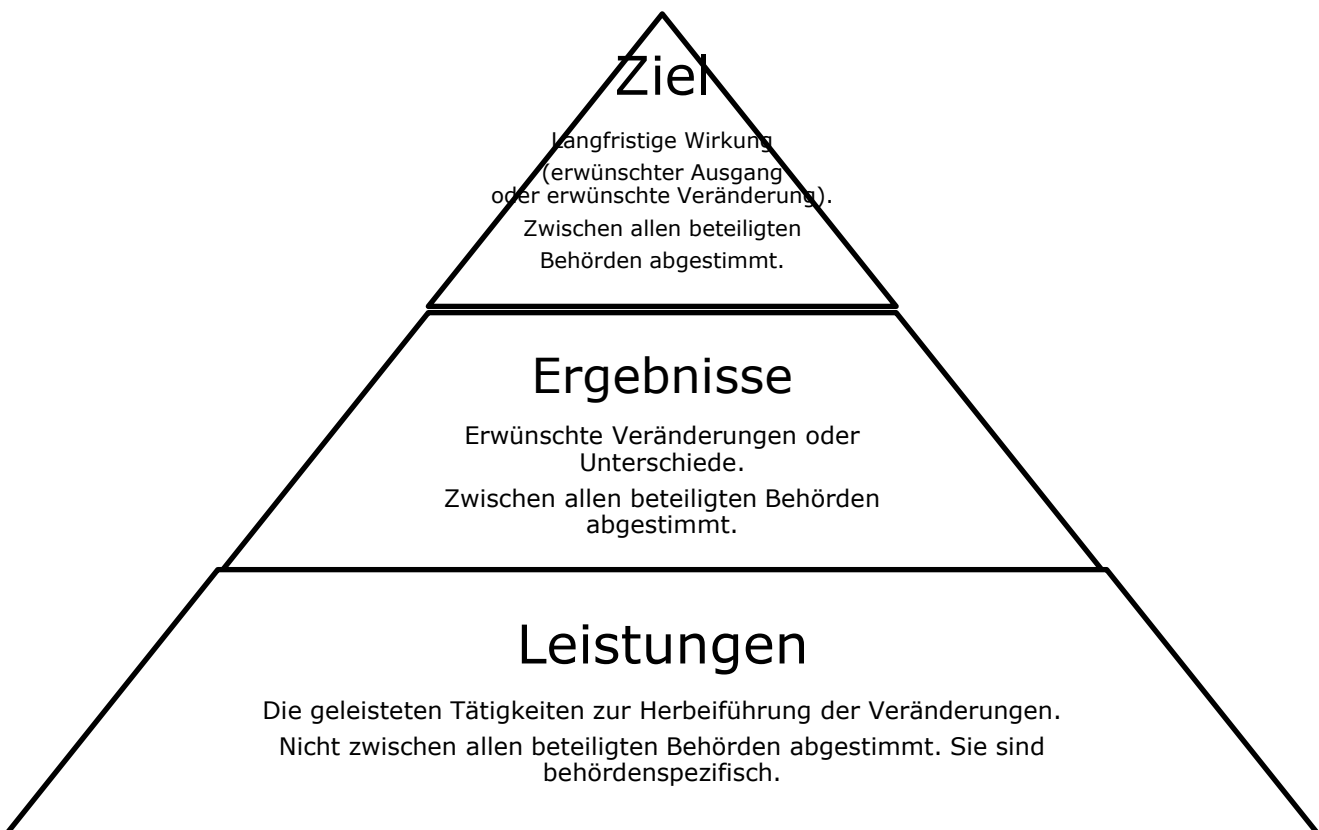 Ziel
Langfristige Wirkung
(erwünschter Ausgang
oder erwünschte Veränderung).
Zwischen allen beteiligten
Behörden abgestimmt.
Ergebnisse
Erwünschte Veränderungen oder
Unterschiede.
Zwischen allen beteiligten Behörden
abgestimmt.
Leistungen
Die geleisteten Tätigkeiten zur Herbeiführung der Veränderungen.
Nicht zwischen allen beteiligten Behörden abgestimmt. Sie sind
behördenspezifisch.